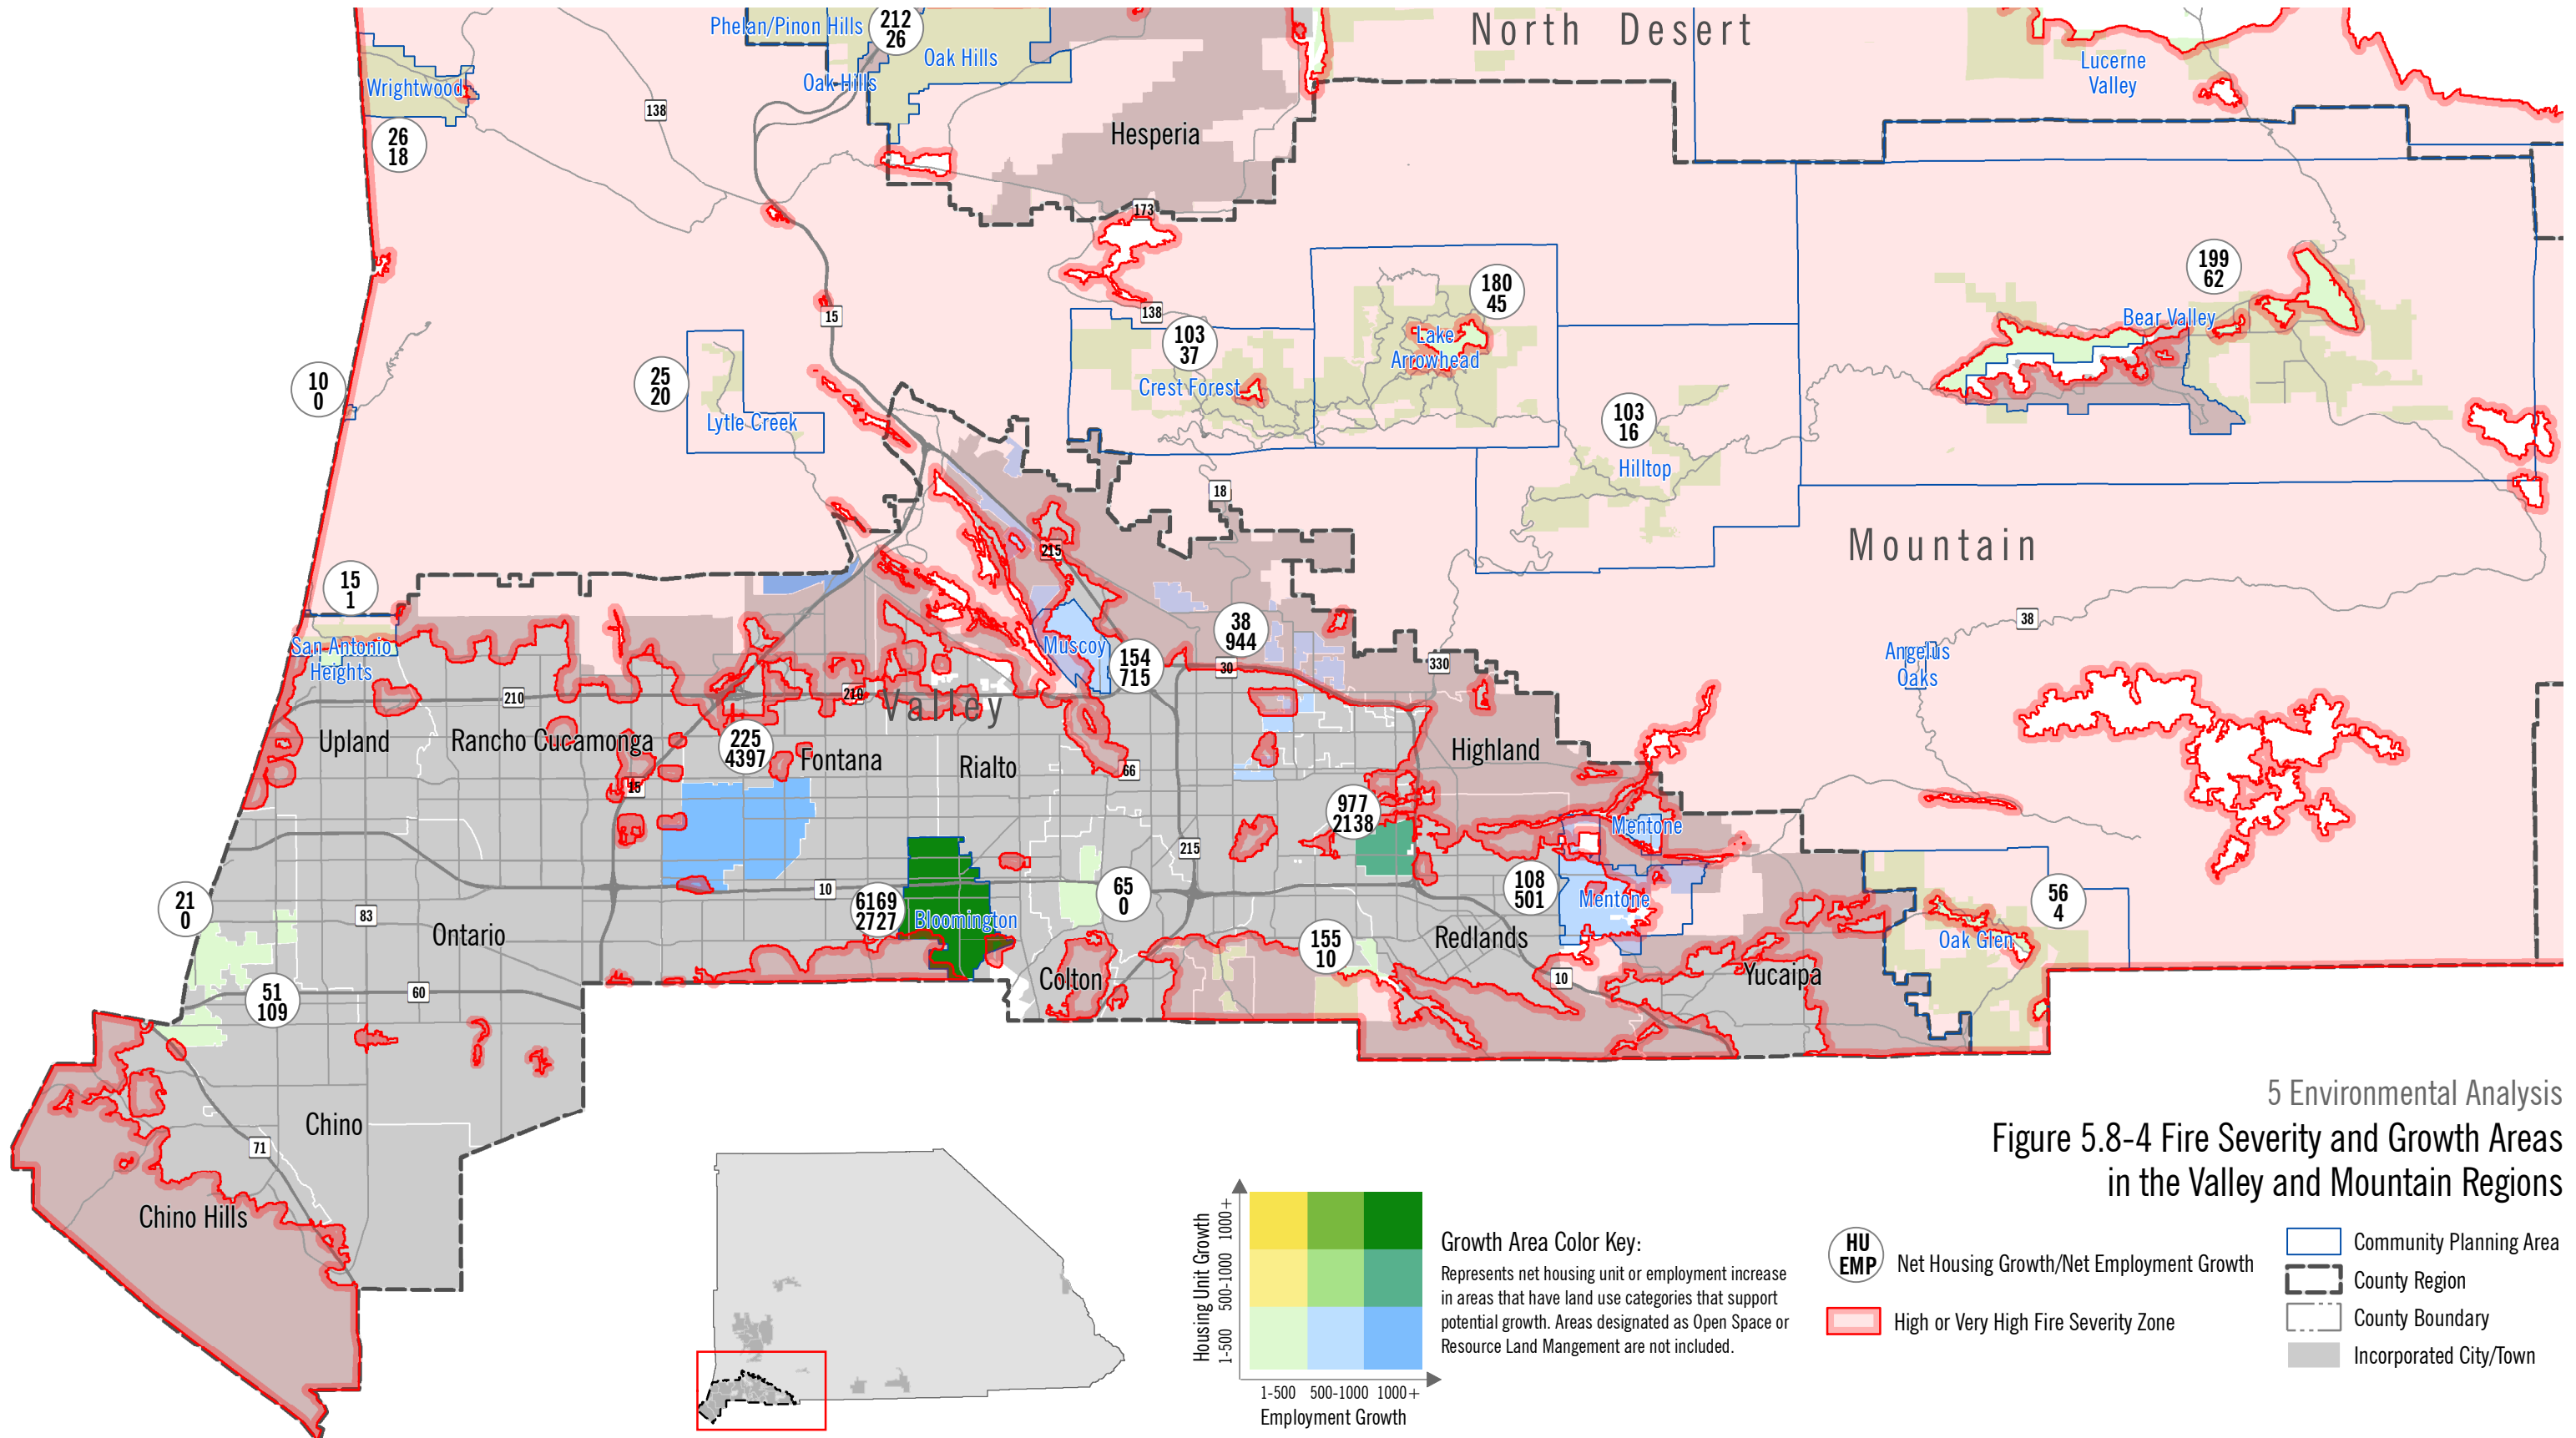 North Desert
Phelan/Pinon Hills
212
26
Oak Hills
Oak Hills
Wrightwood
26
18
138
Hesperia
Lucerne
Valley
173
15
138
180
45
199
62
Bear Valley
103
37
Lake
Arrowhead
Crest Forest
10
0
25
20
Lytle Creek
103
16
Hilltop
18
Mountain
215
15
1
San Antonio
Heights
Muscoy
154
715
38
944
30
330
38
Angelus
Oaks
210
210
Valley
Upland
Rancho Cucamonga
225
4397
Fontana
Rialto
66
Highland
15
977
2138
Mentone
215
10
21
0
83
6169
2727
Bloomington
65
0
108
501
Mentone
56
4
Ontario
155
10
Redlands
Oak Glen
Colton
10
Yucaipa
51
109
60
Chino
71
Chino Hills
5 Environmental Analysis
Figure 5.8-4 Fire Severity and Growth Areas
in the Valley and Mountain Regions
Housing Unit Growth
1-500 500-1000 1000+
1-500 500-1000 1000+
Employment Growth
Growth Area Color Key:
Represents net housing unit or employment increase
in areas that have land use categories that support
potential growth. Areas designated as Open Space or
Resource Land Mangement are not included.
HU
EMP
Net Housing Growth/Net Employment Growth
High or Very High Fire Severity Zone
Community Planning Area
County Region
County Boundary
Incorporated City/Town